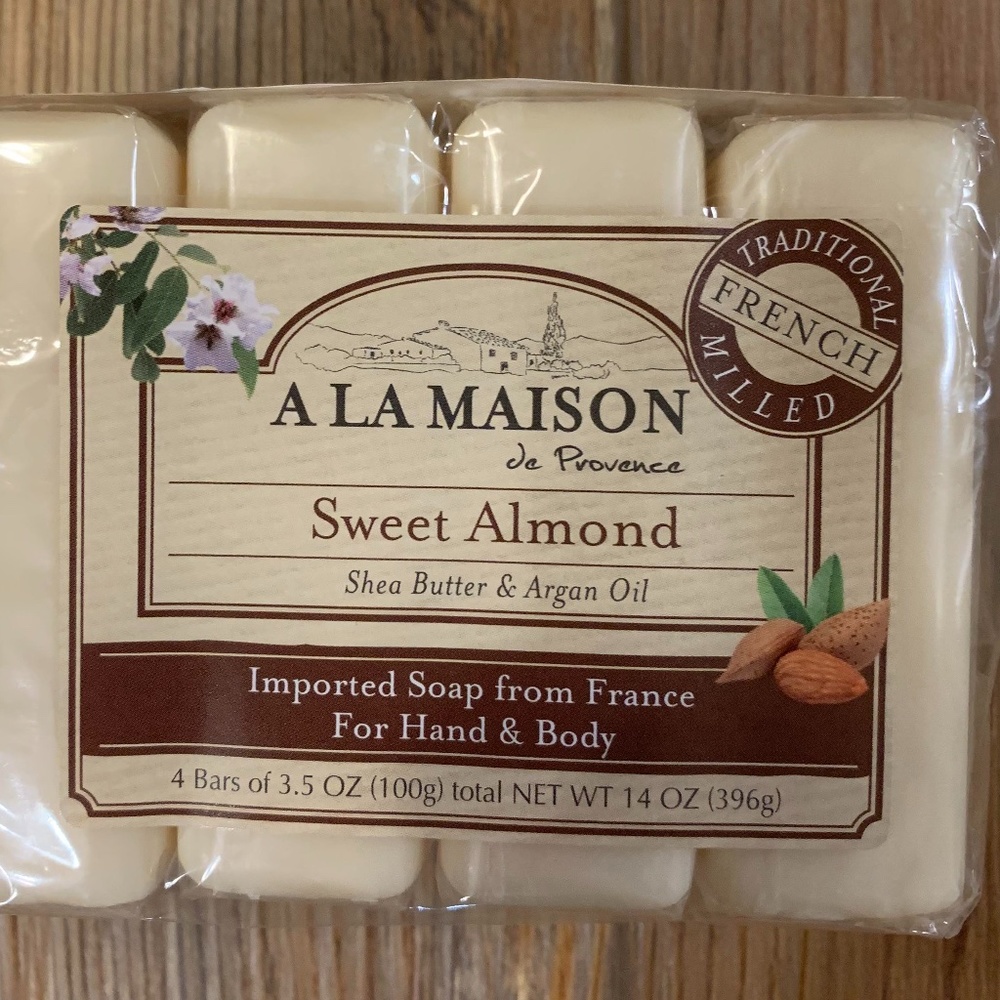 TRADITIONAL
FRENCH
MILLED
A LA MAISON
de Provence
Sweet Almond
Shea Butter & Argan Oil
Imported Soap from France
For Hand & Body
4 Bars of 3.5 OZ (100g) total NET WT 14 OZ (396g)